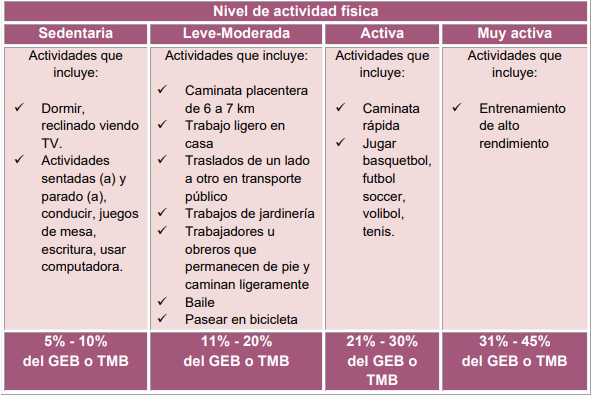 Nivel de actividad física
Sedentaria
Leve-Moderada
Activa
Muy activa
Actividades que
incluye:
✓ Dormir,
reclinado viendo
TV.
✓ Actividades
sentadas (a) y
parado (a),
conducir, juegos
de mesa,
escritura, usar
computadora.
Actividades que incluye:
✓ Caminata placentera
de 6 a 7 km
✓ Trabajo ligero en
casa
✓ Traslados de un lado
a otro en transporte
público
✓ Trabajos de jardinería
✓ Trabajadores u
obreros que
permanecen de pie y
caminan ligeramente
✓ Baile
✓ Pasear en bicicleta
Actividades que
incluye:
✓ Caminata
rápida
✓ Jugar
basquetbol,
futbol
soccer,
volibol,
tenis.
Actividades que
incluye:
✓ Entrenamiento
de alto
rendimiento
5% - 10%
del GEB o TMB
11% - 20%
del GEB o TMB
21% - 30%
del GEB o
TMB
31% - 45%
del GEB o TMB